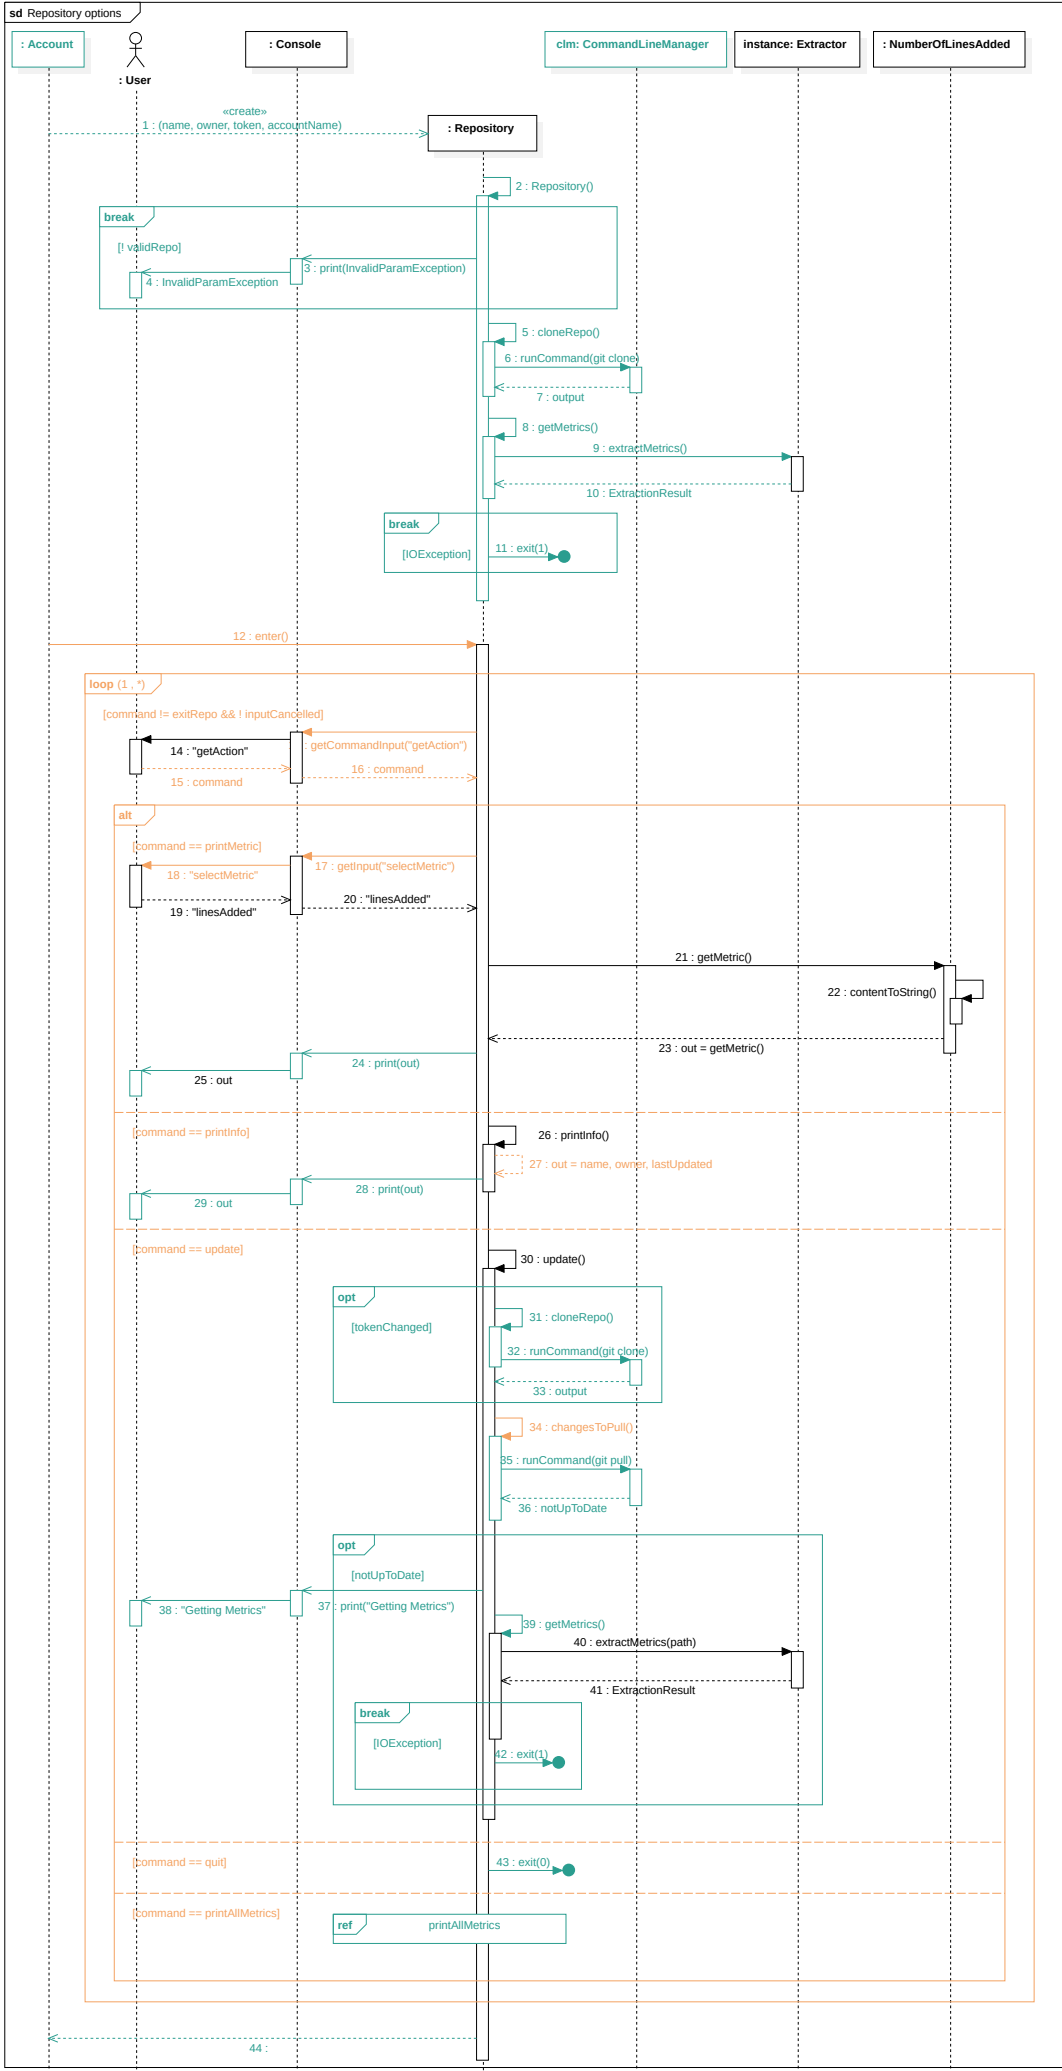 sd Repository options
: Account
: User
: Console
clm: CommandLineManager
instance: Extractor
: NumberOfLinesAdded
«create»
1 : (name, owner, token, accountName)
: Repository
2 : Repository()
break
[! validRepo]
3 : print(InvalidParamException)
4 : InvalidParamException
5 : cloneRepo()
6 : runCommand(git clone)
7 : output
8 : getMetrics()
9 : extractMetrics()
10 : ExtractionResult
break
[IOException]
11 : exit(1)
12 : enter()
loop (1 , *)
[command != exitRepo && ! inputCancelled]
: getCommandInput("getAction")
14 : "getAction"
15 : command
16 : command
alt
[command == printMetric]
17 : getInput("selectMetric")
18 : "selectMetric"
19 : "linesAdded"
20 : "linesAdded"
21 : getMetric()
22 : contentToString()
23 : out = getMetric()
24 : print(out)
25 : out
[command == printInfo]
26 : printInfo()
27 : out = name, owner, lastUpdated
28 : print(out)
29 : out
[command == update]
30 : update()
opt
[tokenChanged]
31 : cloneRepo()
32 : runCommand(git clone)
33 : output
34 : changesToPull()
35 : runCommand(git pull)
36 : notUpToDate
opt
[notUpToDate]
37 : print("Getting Metrics")
38 : "Getting Metrics"
39 : getMetrics()
40 : extractMetrics(path)
41 : ExtractionResult
break
[IOException]
42 : exit(1)
[command == quit]
43 : exit(0)
[command == printAllMetrics]
ref printAllMetrics
44 :